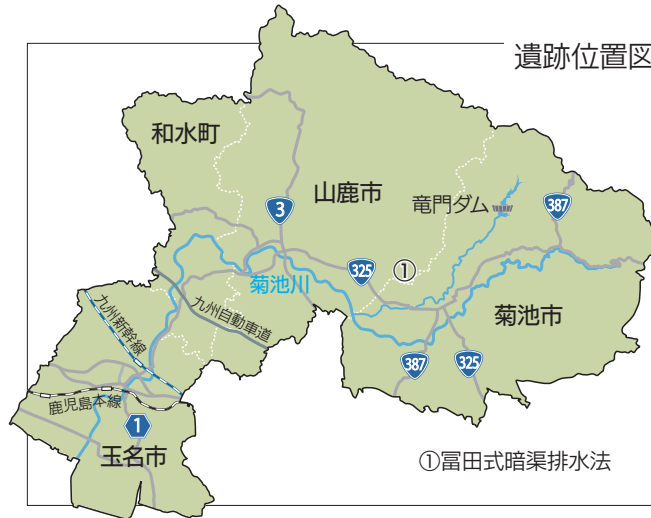 遺跡位置図
和水町
山鹿市
3
竜門ダム
387
325
①
菊池川
九州自動車道
菊池市
九州新幹線
387
325
鹿児島本線
1
玉名市
①冨田式暗渠排水法